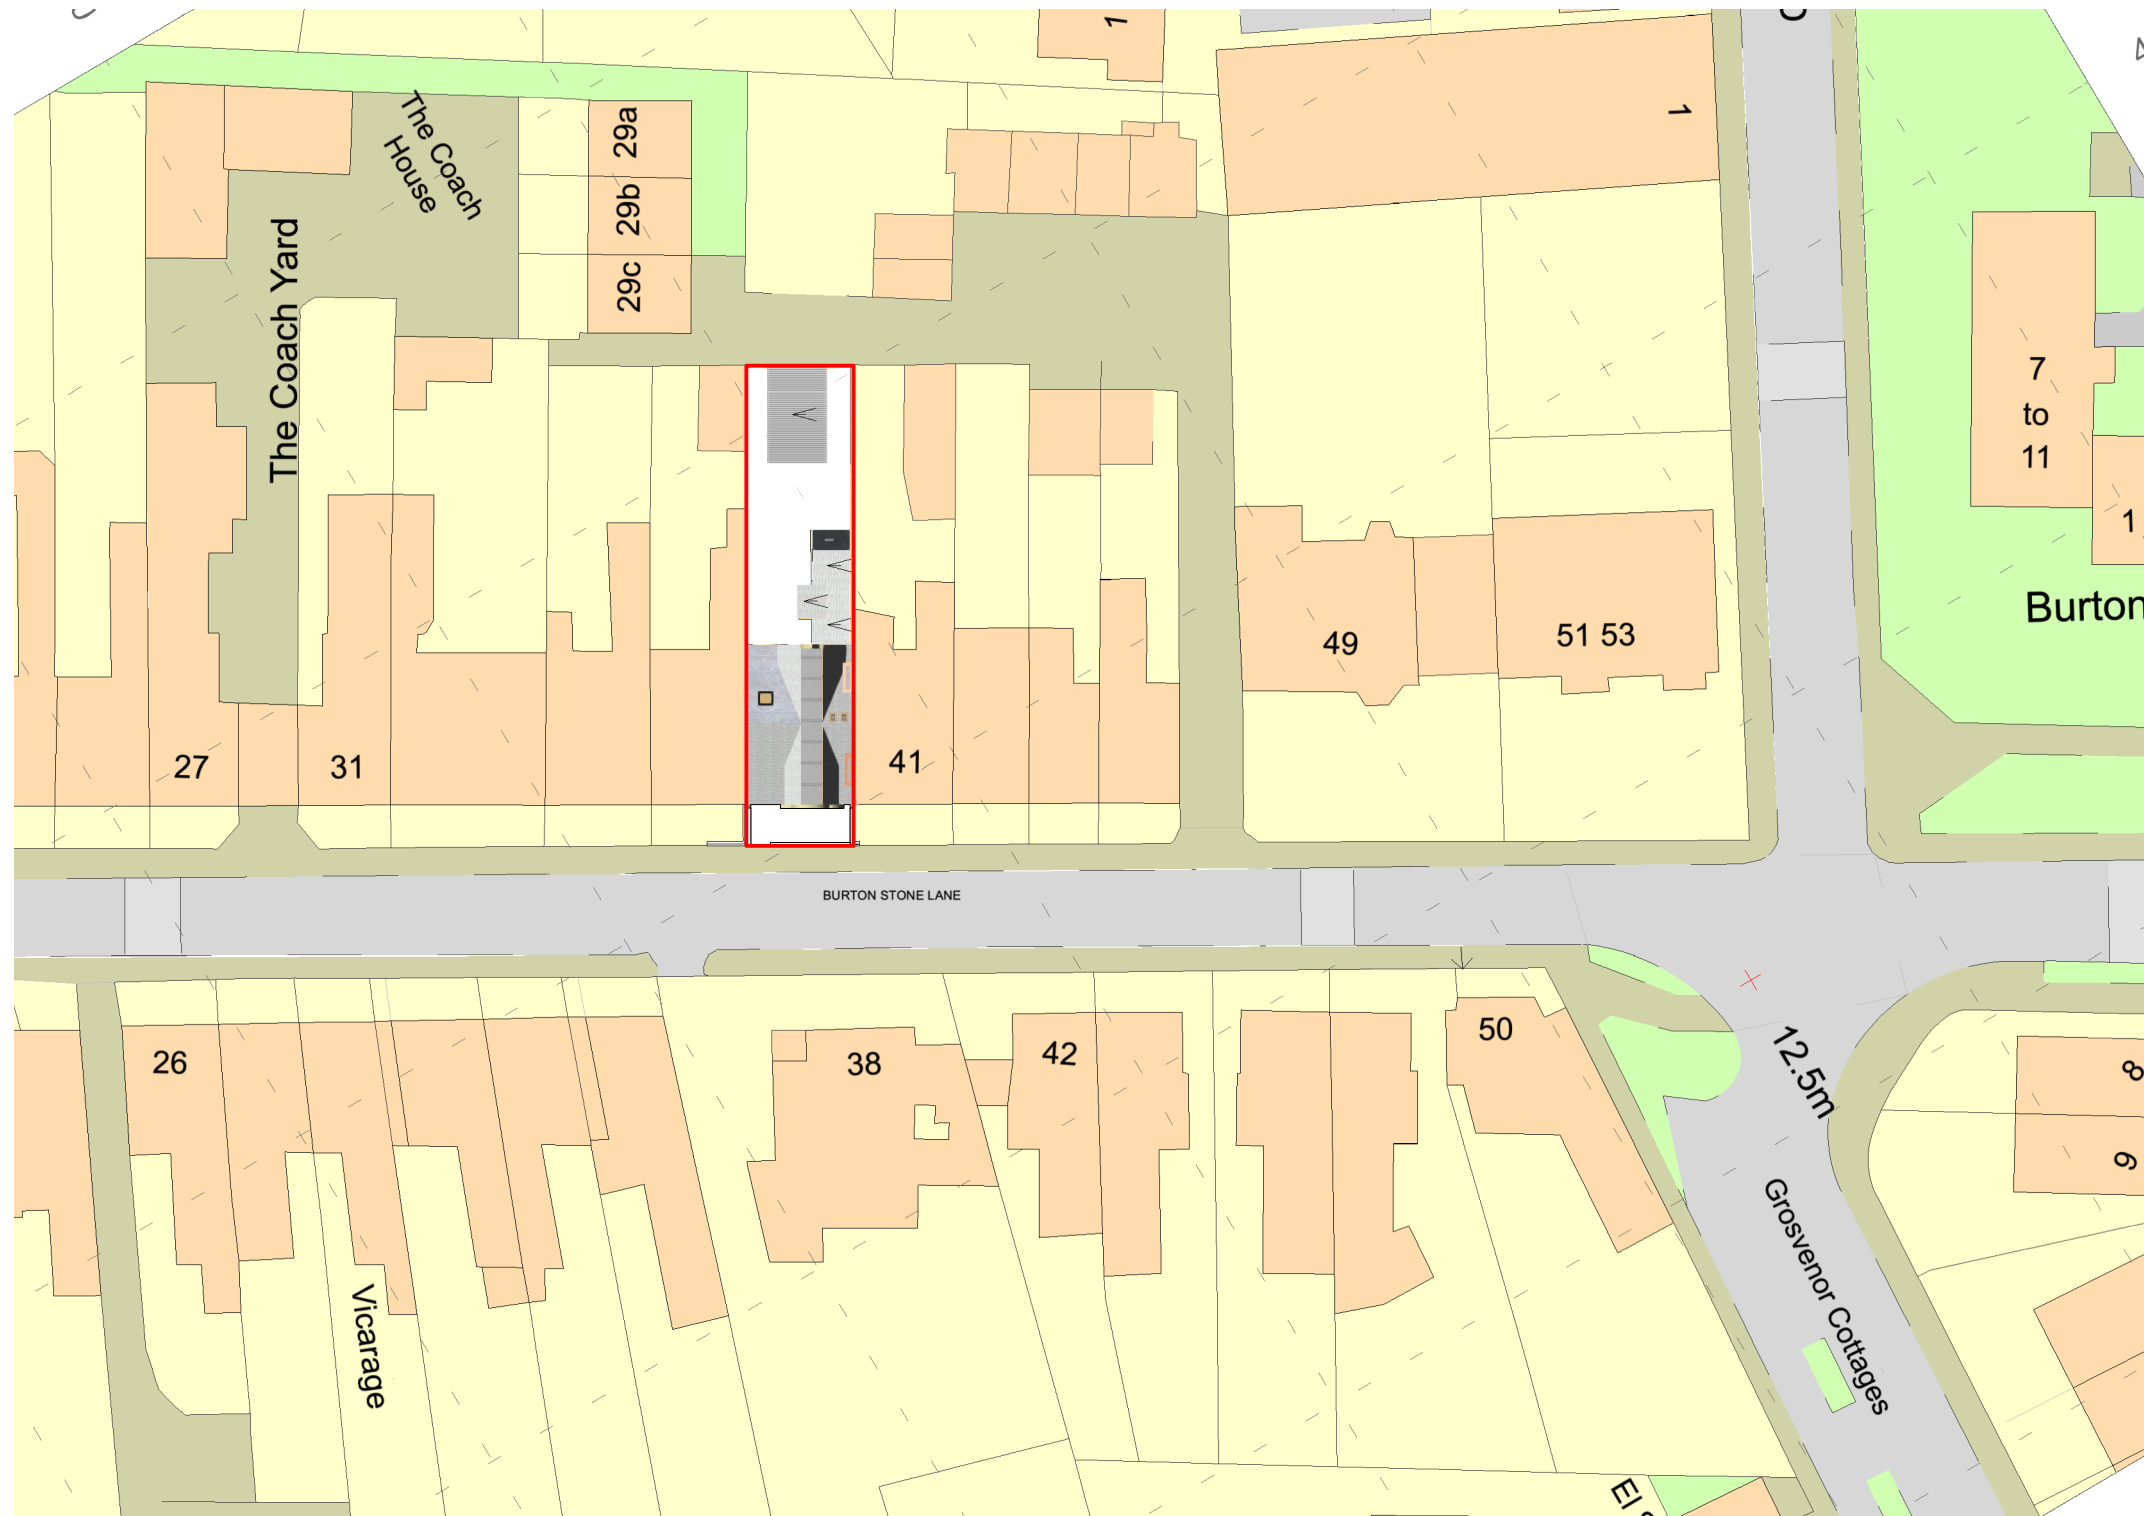 1
1
The Coach
House
29a
29b
29c
The Coach Yard
7
to
11
1
Burton
49
51 53
27
31
41
BURTON STONE LANE
26
38
42
50
12.5m
8
9
Vicarage
Grosvenor Cottages
El